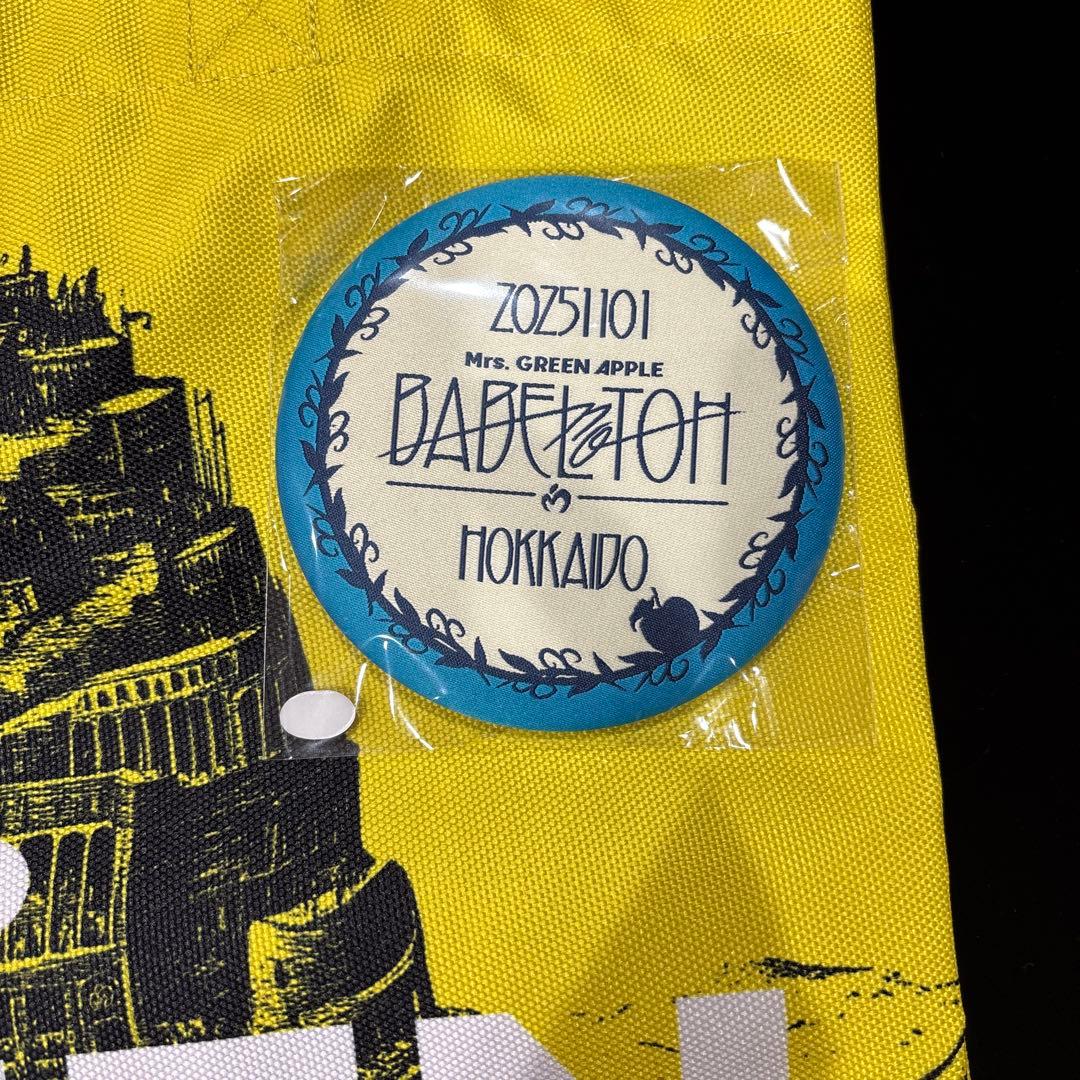 20251101
Mrs. GREEN APPLE
BABEL no TOH
HOKKAIDO